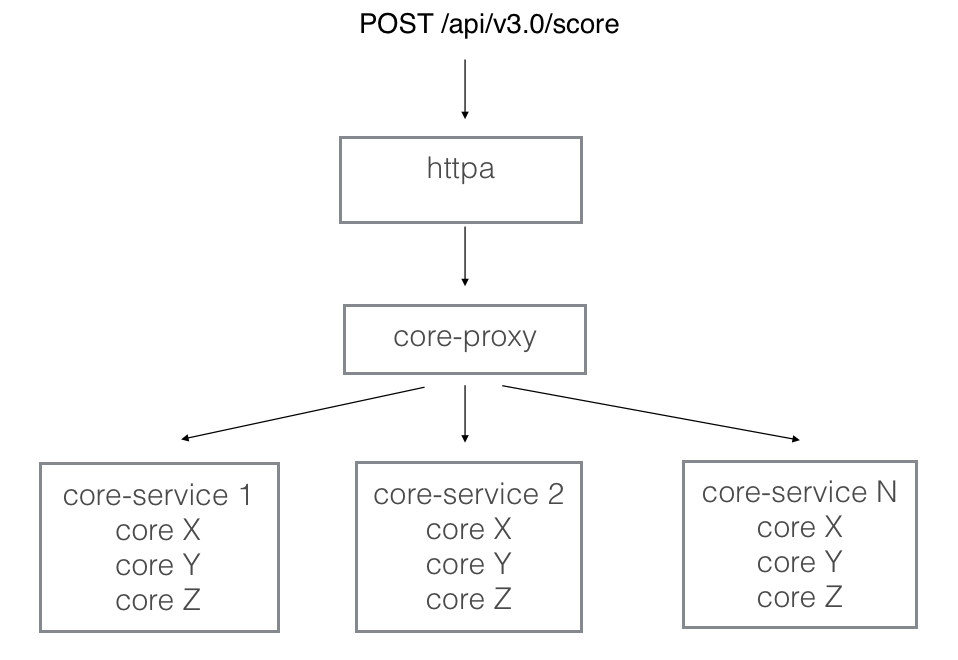 POST /api/v3.0/score
httpa
core-proxy
core-service 1
core X
core Y
core Z
core-service 2
core X
core Y
core Z
core-service N
core X
core Y
core Z